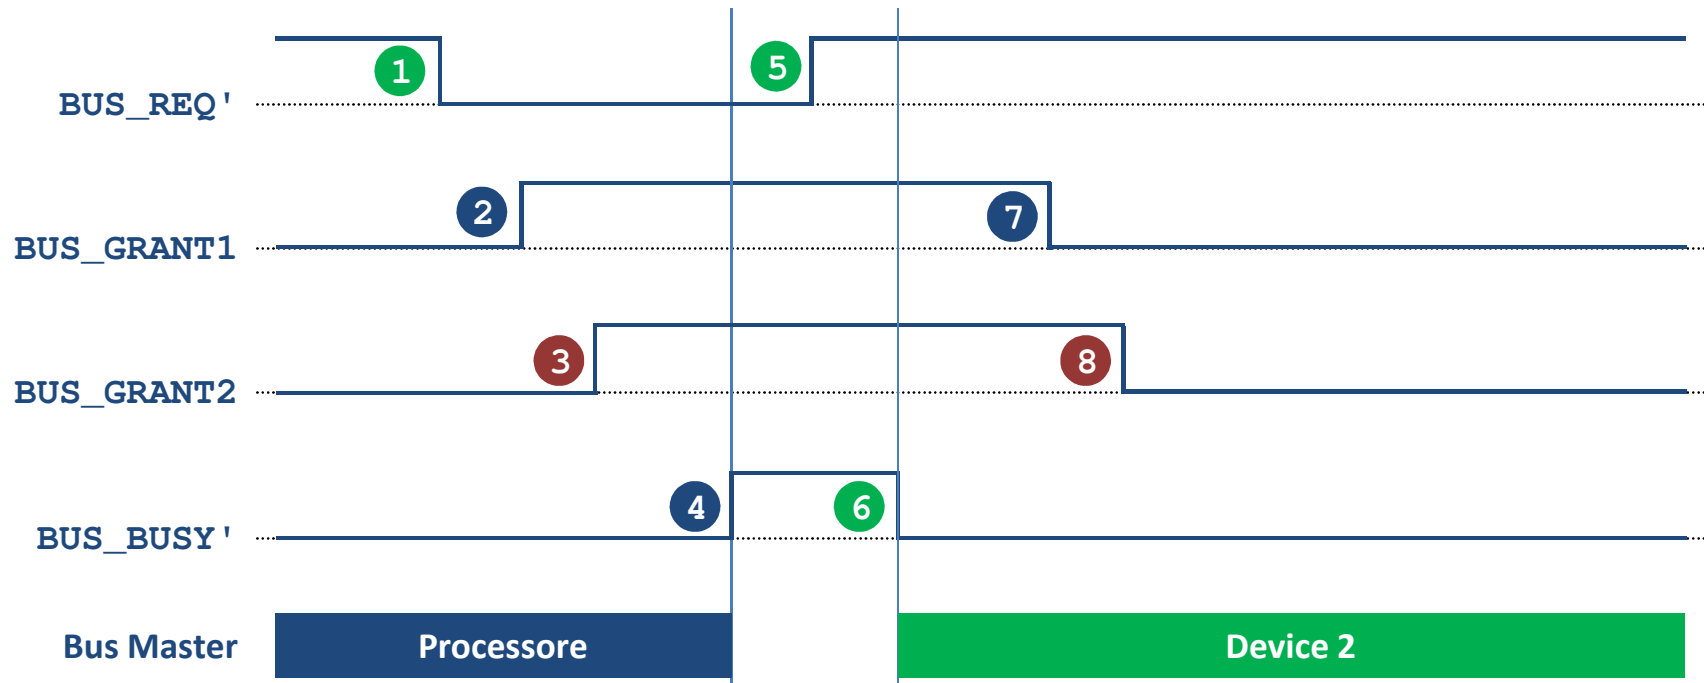 1
5
BUS_REQ'
2
7
BUS_GRANT1
3
8
BUS_GRANT2
4
6
BUS_BUSY'
Bus Master Processore Device 2